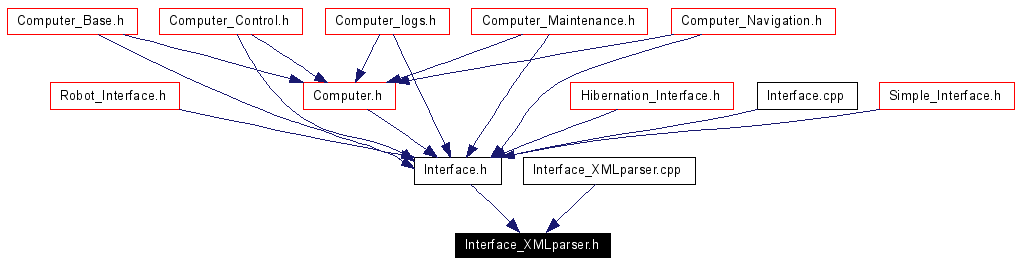 Computer_Base.h
Computer_Control.h
Computer_logs.h
Computer_Maintenance.h
Computer_Navigation.h
Robot_Interface.h
Computer.h
Hibernation_Interface.h
Interface.cpp
Simple_Interface.h
Interface.h
Interface_XMLparser.cpp
Interface_XMLparser.h